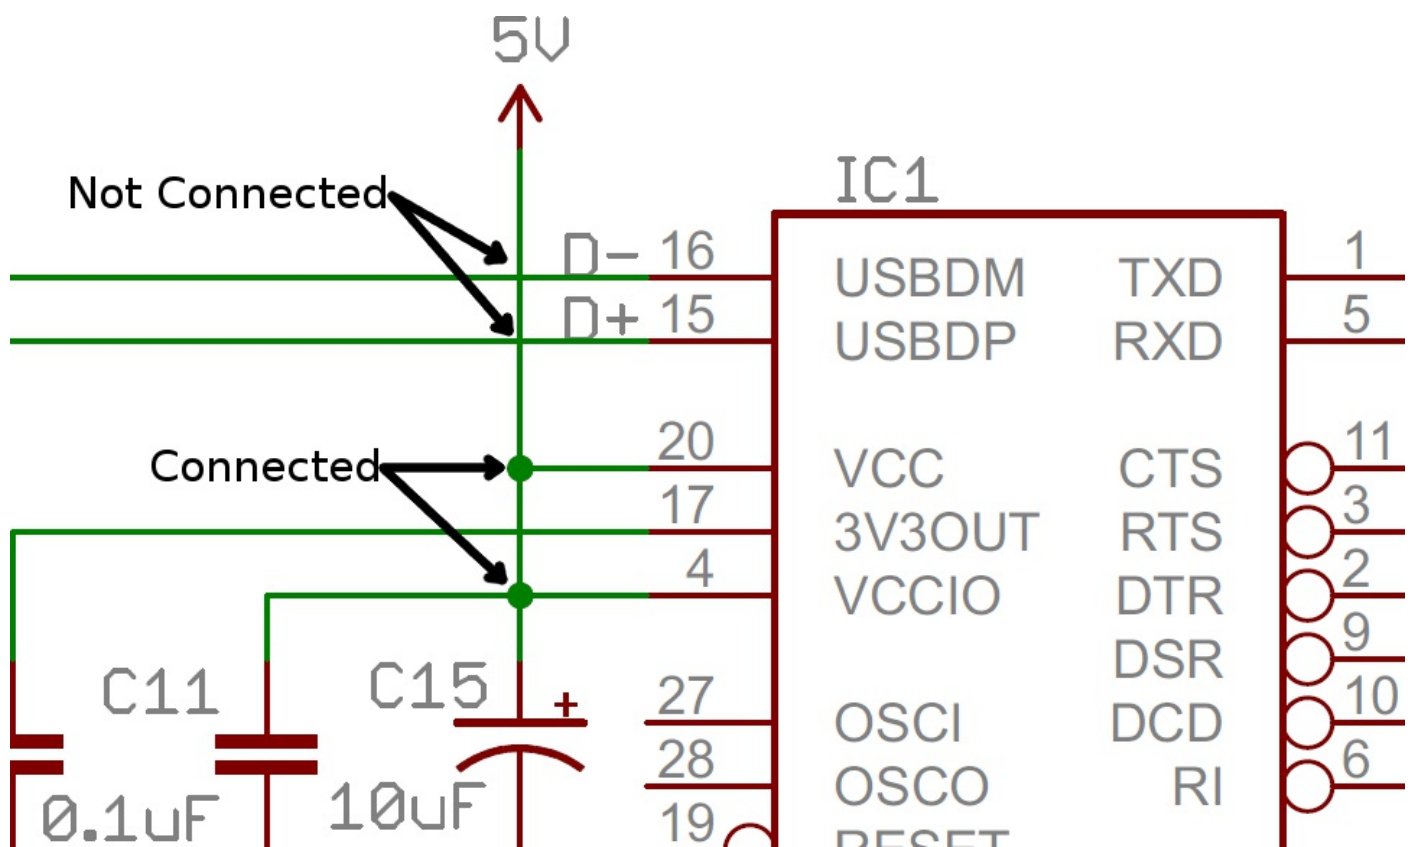 5V
Not Connected
IC1
D- 16 USBDM TXD 1
D+ 15 USBDP RXD 5
Connected
20 VCC CTS 11
17 3V3OUT RTS 3
4 VCCIO DTR 2
DSR 9
C11 C15 +
27 OSCI DCD 10
28 OSCO RI 6
0.1uF 10uF
19 RESET